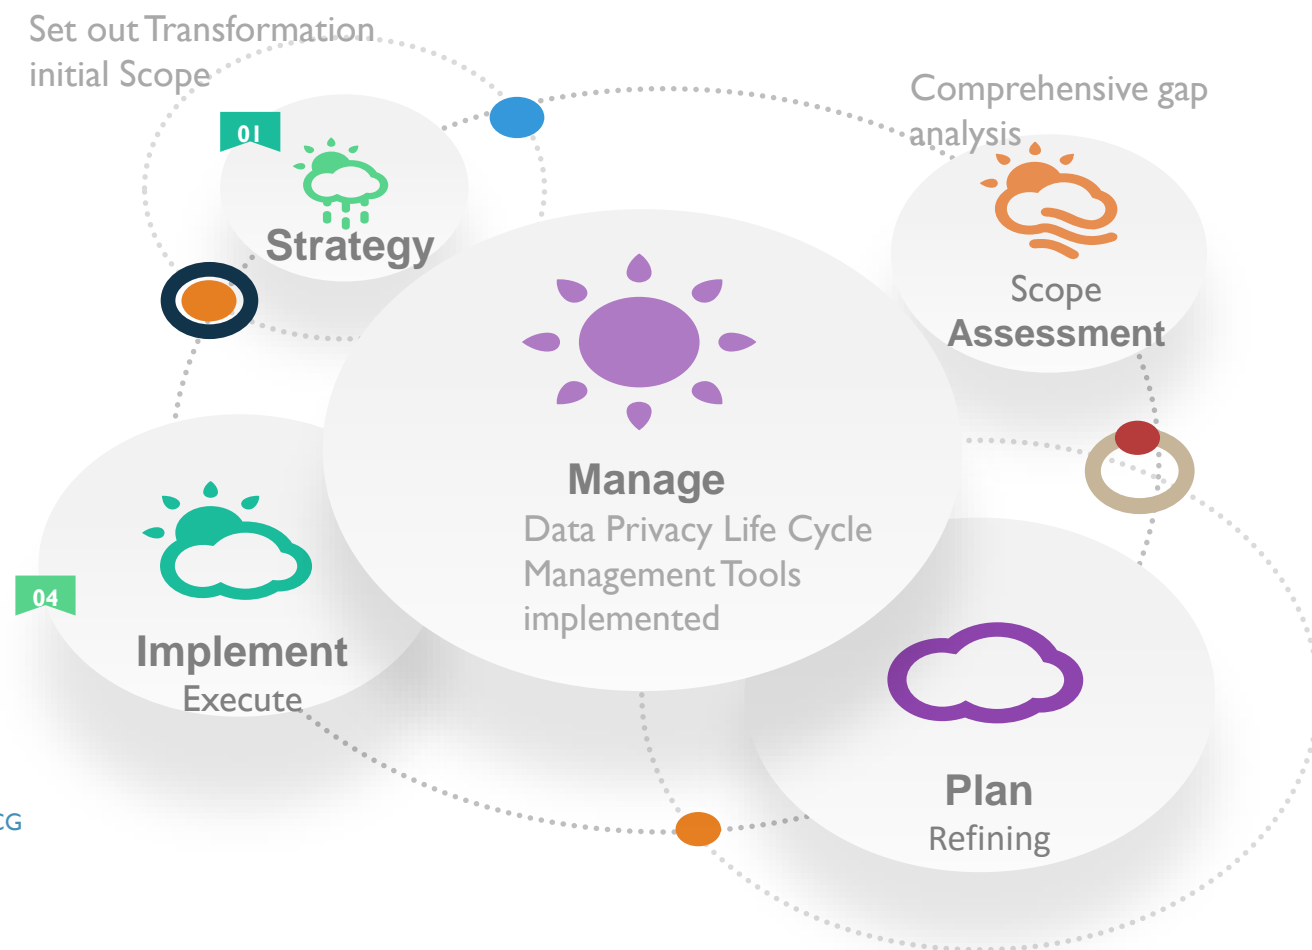 Set out Transformation
initial Scope
01
Strategy
Comprehensive gap
analysis
Scope
Assessment
Manage
Data Privacy Life Cycle
Management Tools
implemented
04
Implement
Execute
Plan
Refining
CG